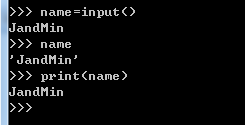 >>> name=input()
JandMin
>>> name
'JandMin'
>>> print(name)
JandMin
>>>